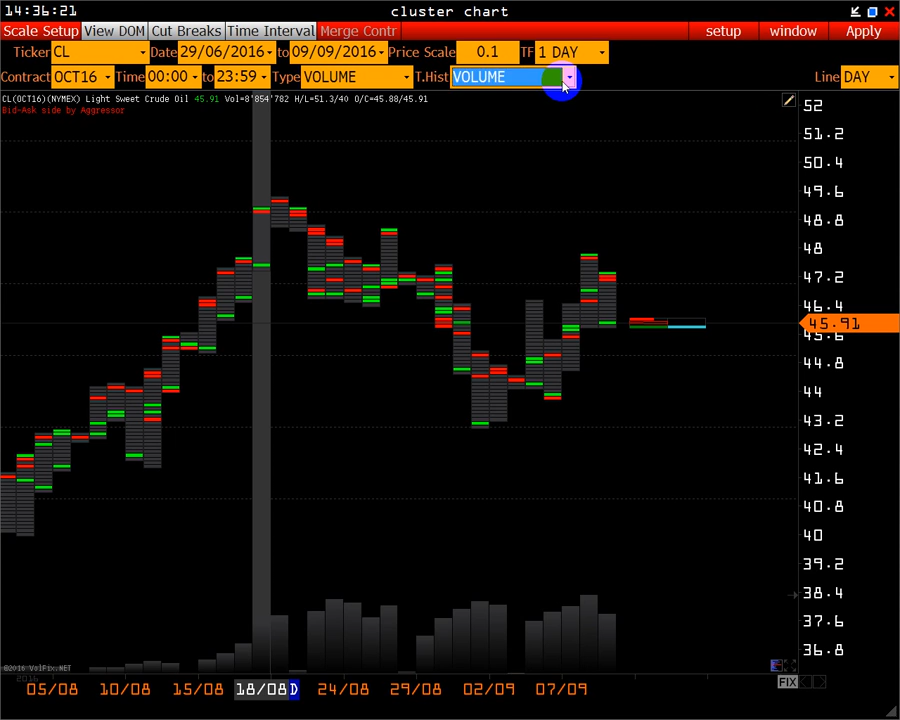 14:36:21 cluster chart
Scale Setup View DOM Cut Breaks Time Interval Merge Contr setup window Apply
Ticker CL Date 29/06/2016 to 09/09/2016 Price Scale 0.1 TF 1 DAY
Contract OCT16 Time 00:00 to 23:59 Type VOLUME T.Hist VOLUME Line DAY
CL(OCT16)(NYMEX) Light Sweet Crude Oil 45.91 Vol=8'854'782 H/L=51.3/40 O/C=45.88/45.91
Bid-Ask side by Aggressor
52
51.2
50.4
49.6
48.8
48
47.2
46.4
45.91
45.6
44.8
44
43.2
42.4
41.6
40.8
40
39.2
38.4
37.6
36.8
©2016 VolFix.NET
2016
05/08 10/08 15/08 18/08 D 24/08 29/08 02/09 07/09
FIX